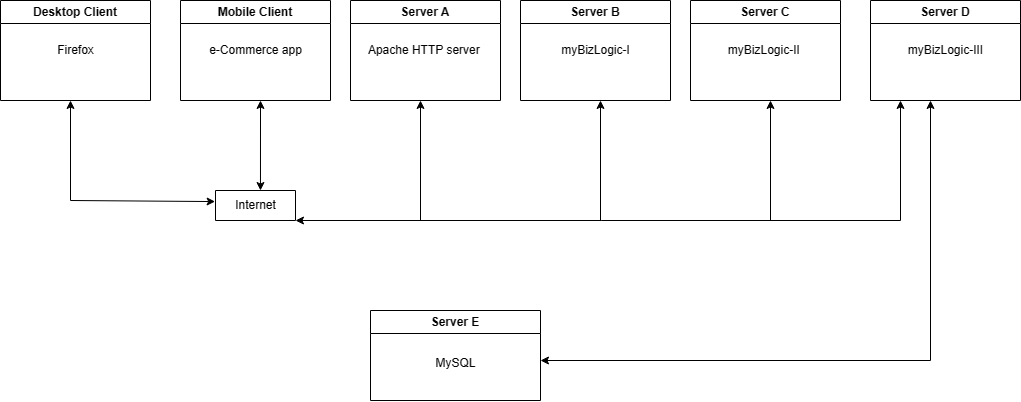 Desktop Client
Mobile Client
Server A
Server B
Server C
Server D
Firefox
e-Commerce app
Apache HTTP server
myBizLogic-I
myBizLogic-II
myBizLogic-III
Internet
Server E
MySQL